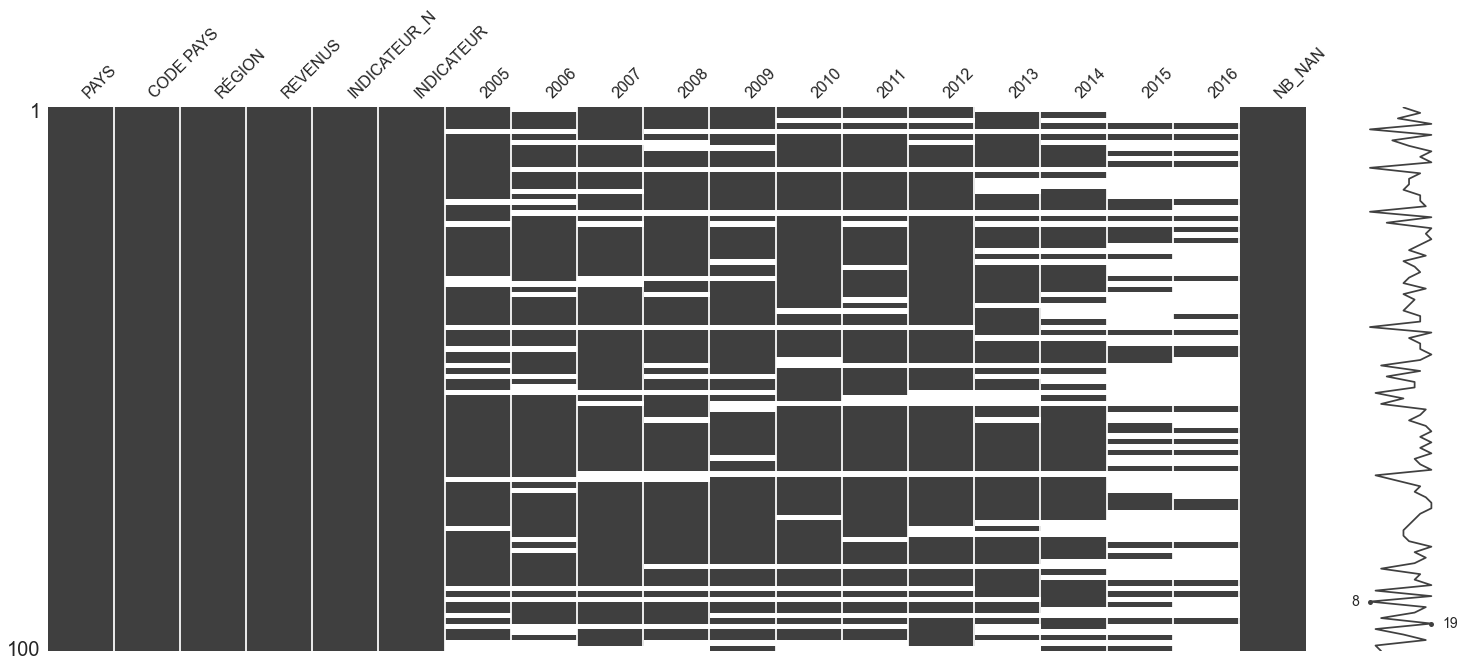 PAYS
CODE PAYS
RÉGION
REVENUS
INDICATEUR_N
INDICATEUR
2005
2006
2007
2008
2009
2010
2011
2012
2013
2014
2015
2016
NB_NAN
1
8
19
100